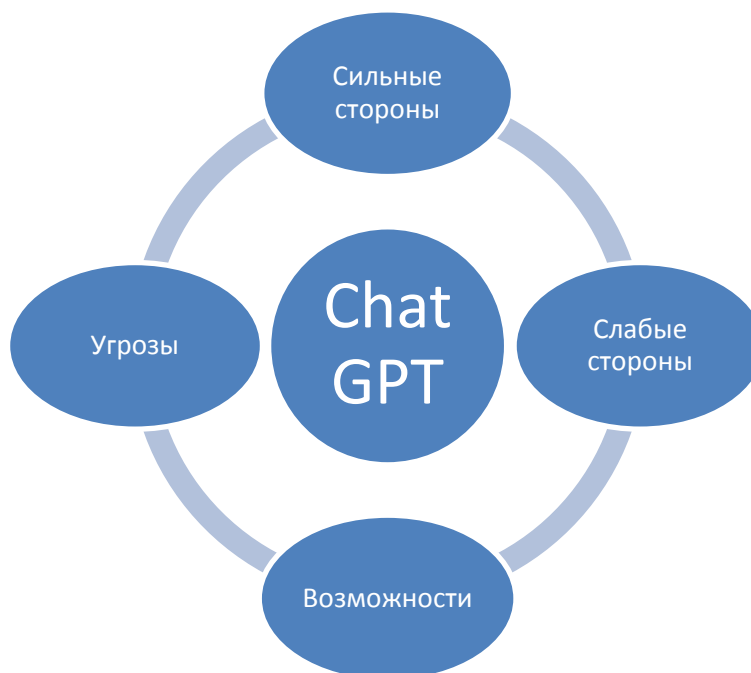 Сильные
стороны
Chat
GPT
Угрозы
Слабые
стороны
Возможности